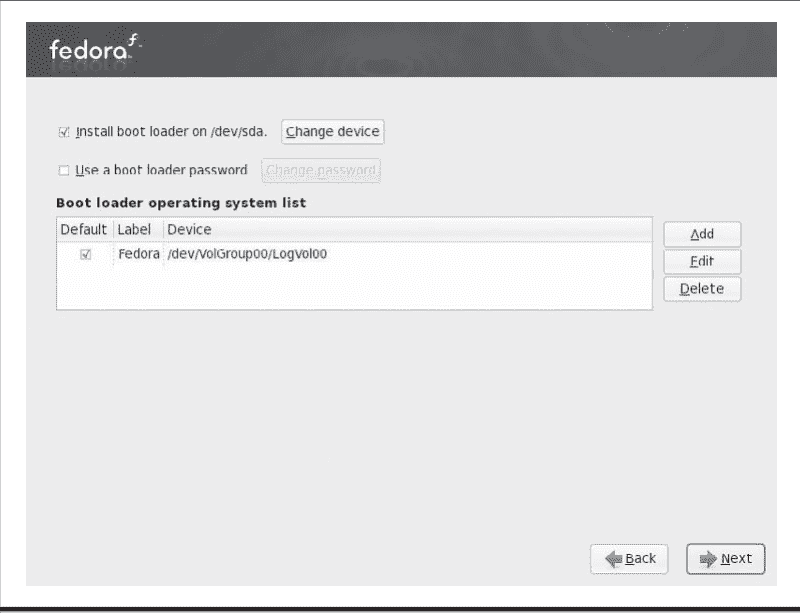 fedora
Install boot loader on /dev/sda. Change device
Use a boot loader password Change password
Boot loader operating system list
Default Label Device
Fedora /dev/VolGroup00/LogVol00
Add
Edit
Delete
Back Next